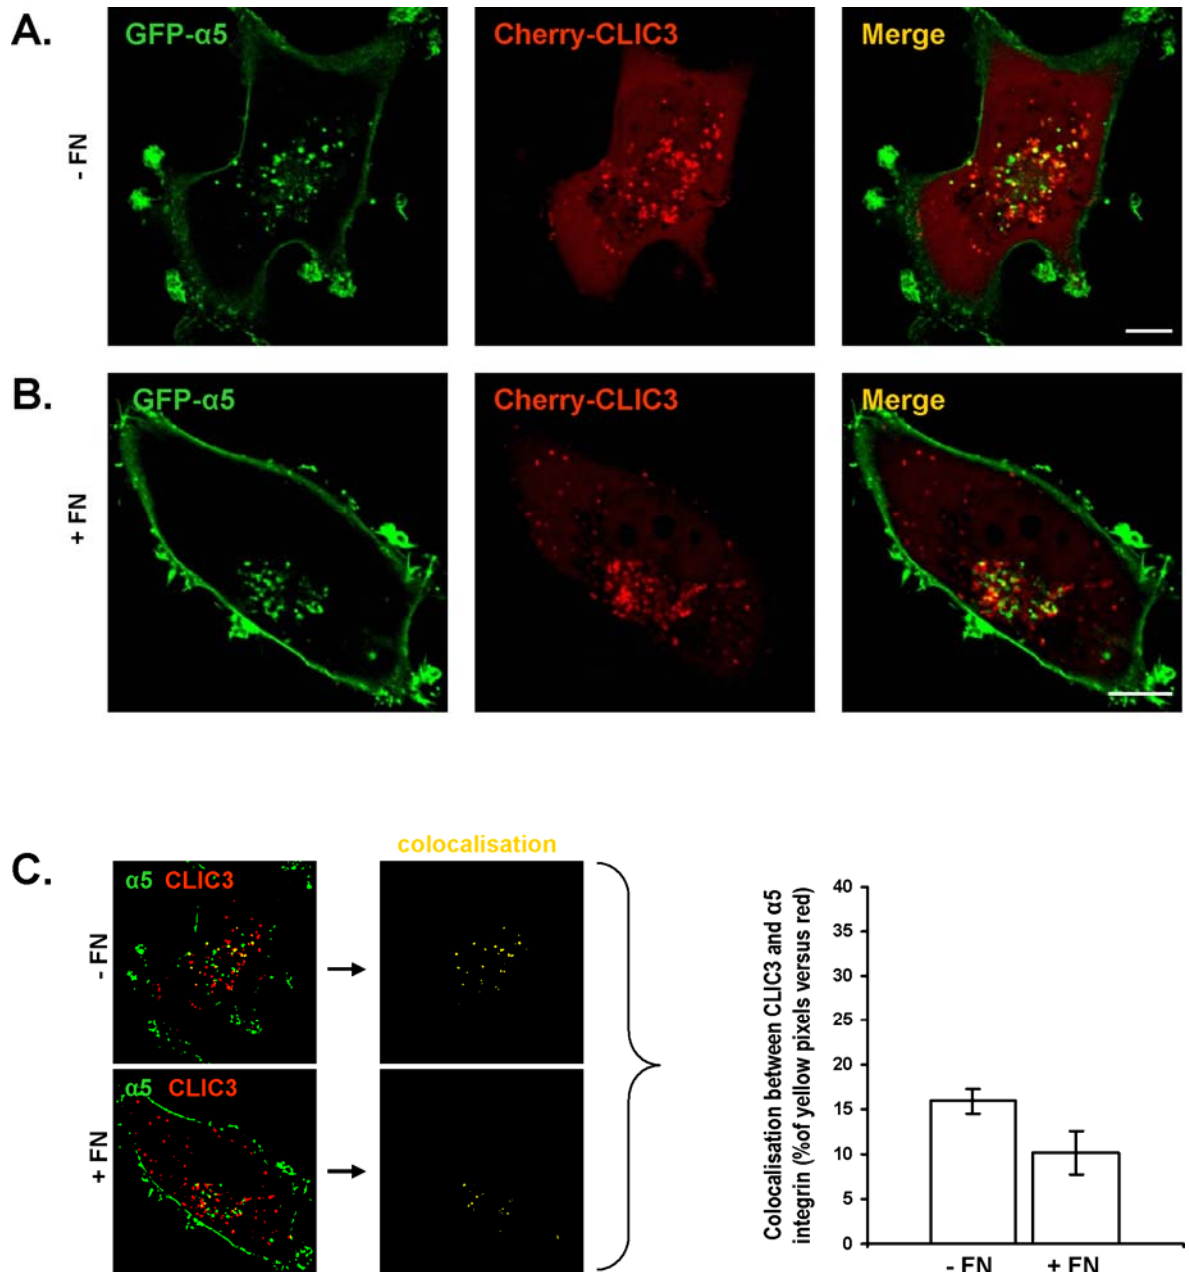 A.
GFP-α5
Cherry-CLIC3
Merge
- FN
B.
GFP-α5
Cherry-CLIC3
Merge
+ FN
C.
colocalisation
α5 CLIC3
- FN
α5 CLIC3
+ FN
Colocalisation between CLIC3 and α5
integrin (%of yellow pixels versus red)
40
35
30
25
20
15
10
5
0
- FN
+ FN